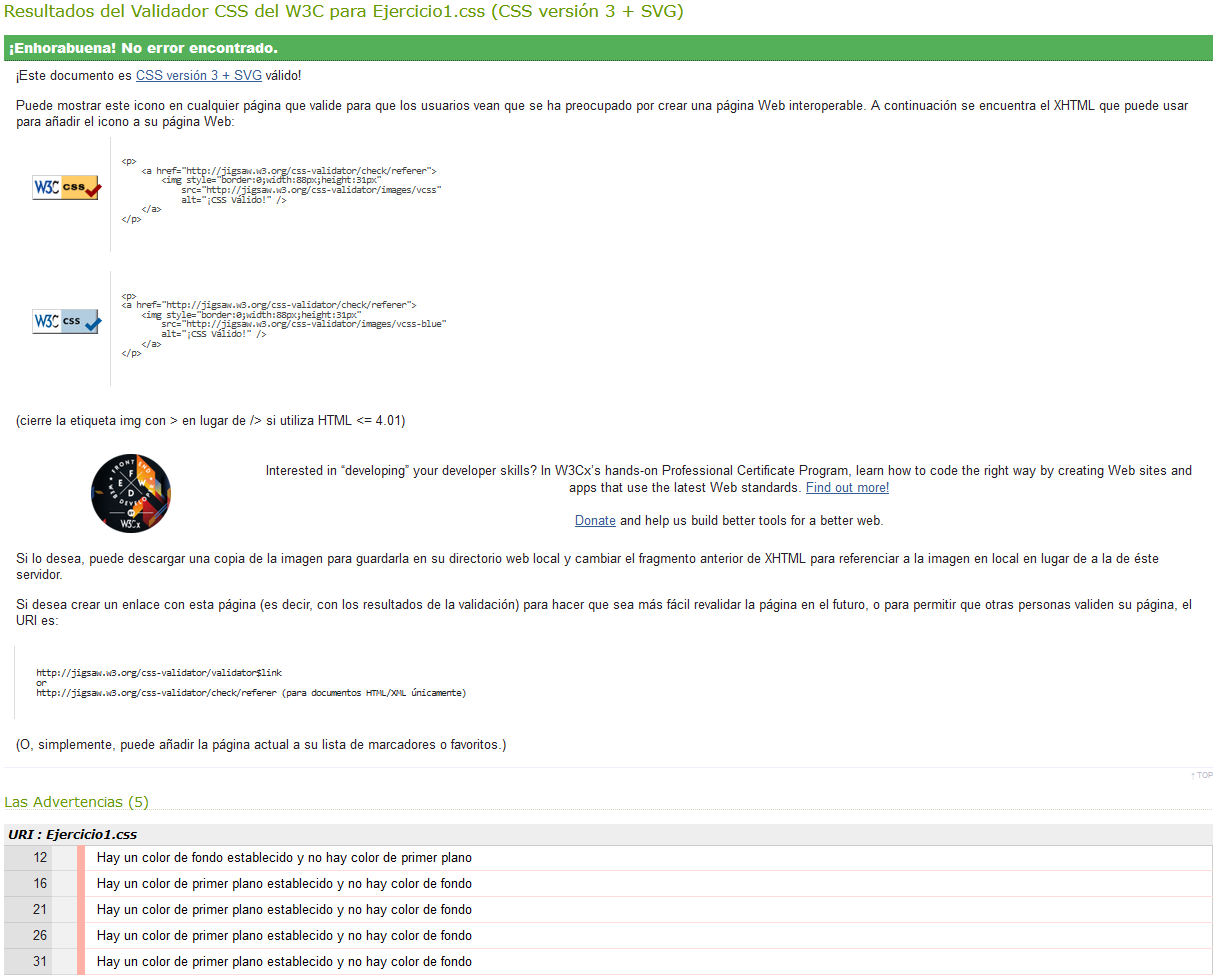 Resultados del Validador CSS del W3C para Ejercicio1.css (CSS versión 3 + SVG)
¡Enhorabuena! No error encontrado.
¡Este documento es CSS versión 3 + SVG válido!
Puede mostrar este icono en cualquier página que valide para que los usuarios vean que se ha preocupado por crear una página Web interoperable. A continuación se encuentra el XHTML que puede usar
para añadir el icono a su página Web:
W3C css
<p>
<a href="http://jigsaw.w3.org/css-validator/check/referer">
<img style="border:0;width:88px;height:31px"
src="http://jigsaw.w3.org/css-validator/images/vcss"
alt="¡CSS Válido!" />
</a>
</p>
W3C css
<p>
<a href="http://jigsaw.w3.org/css-validator/check/referer">
<img style="border:0;width:88px;height:31px"
src="http://jigsaw.w3.org/css-validator/images/vcss-blue"
alt="¡CSS Válido!" />
</a>
</p>
(cierre la etiqueta img con > en lugar de /> si utiliza HTML <= 4.01)
FRONT END
F
E W
D
WEB DEVELOPER
W3Cx
Interested in “developing” your developer skills? In W3Cx’s hands-on Professional Certificate Program, learn how to code the right way by creating Web sites and
apps that use the latest Web standards. Find out more!
Donate and help us build better tools for a better web.
Si lo desea, puede descargar una copia de la imagen para guardarla en su directorio web local y cambiar el fragmento anterior de XHTML para referenciar a la imagen en local en lugar de a la de éste
servidor.
Si desea crear un enlace con esta página (es decir, con los resultados de la validación) para hacer que sea más fácil revalidar la página en el futuro, o para permitir que otras personas validen su página, el
URI es:
http://jigsaw.w3.org/css-validator/validator$link
or
http://jigsaw.w3.org/css-validator/check/referer (para documentos HTML/XML únicamente)
(O, simplemente, puede añadir la página actual a su lista de marcadores o favoritos.)
↑ TOP
Las Advertencias (5)
URI : Ejercicio1.css
12 Hay un color de fondo establecido y no hay color de primer plano
16 Hay un color de primer plano establecido y no hay color de fondo
21 Hay un color de primer plano establecido y no hay color de fondo
26 Hay un color de primer plano establecido y no hay color de fondo
31 Hay un color de primer plano establecido y no hay color de fondo